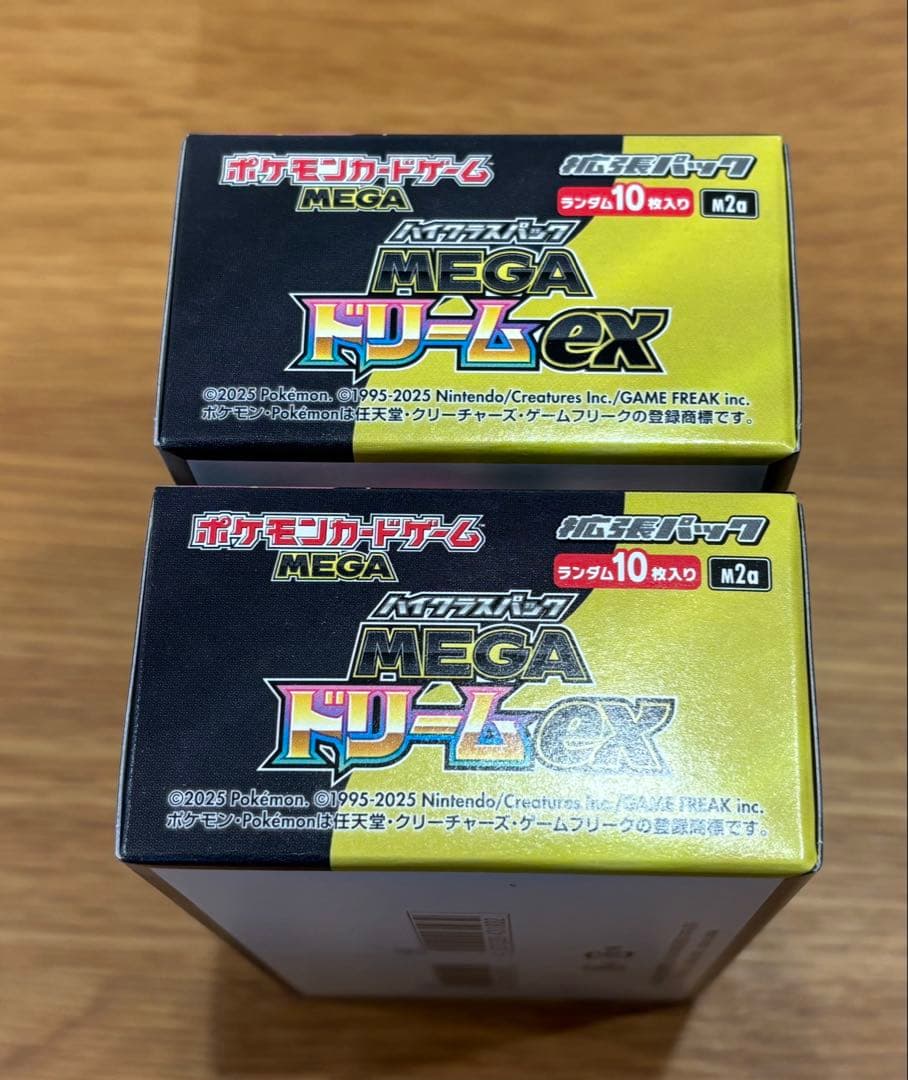 ポケモンカードゲーム
MEGA
拡張パック
ランダム10枚入り M2a
ハイクラスパック
MEGA
ドリームex
©2025 Pokémon. ©1995-2025 Nintendo/Creatures Inc./GAME FREAK inc.
ポケモン・Pokémonは任天堂・クリーチャーズ・ゲームフリークの登録商標です。
ポケモンカードゲーム
MEGA
拡張パック
ランダム10枚入り M2a
ハイクラスパック
MEGA
ドリームex
©2025 Pokémon. ©1995-2025 Nintendo/Creatures Inc./GAME FREAK inc.
ポケモン・Pokémonは任天堂・クリーチャーズ・ゲームフリークの登録商標です。